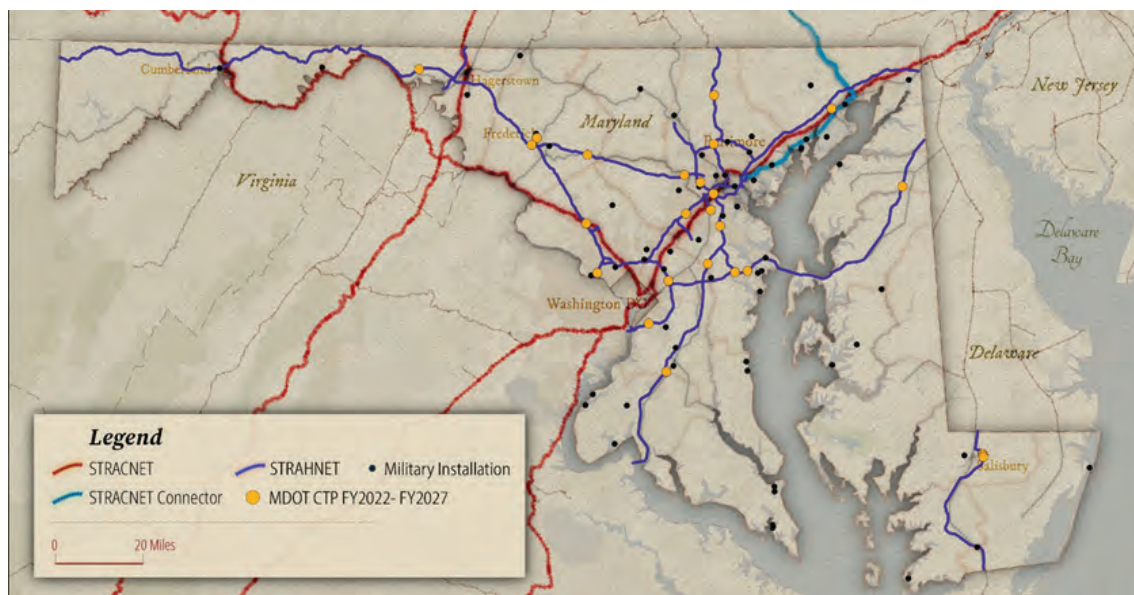 Cumberland
Hagerstown
New Jersey
Frederick
Maryland
Baltimore
Virginia
Delaware
Bay
Washington DC
Delaware
Legend
STRACNET
STRAHNET
Military Installation
STRACNET Connector
MDOT CTP FY2022- FY2027
Salisbury
0
20 Miles